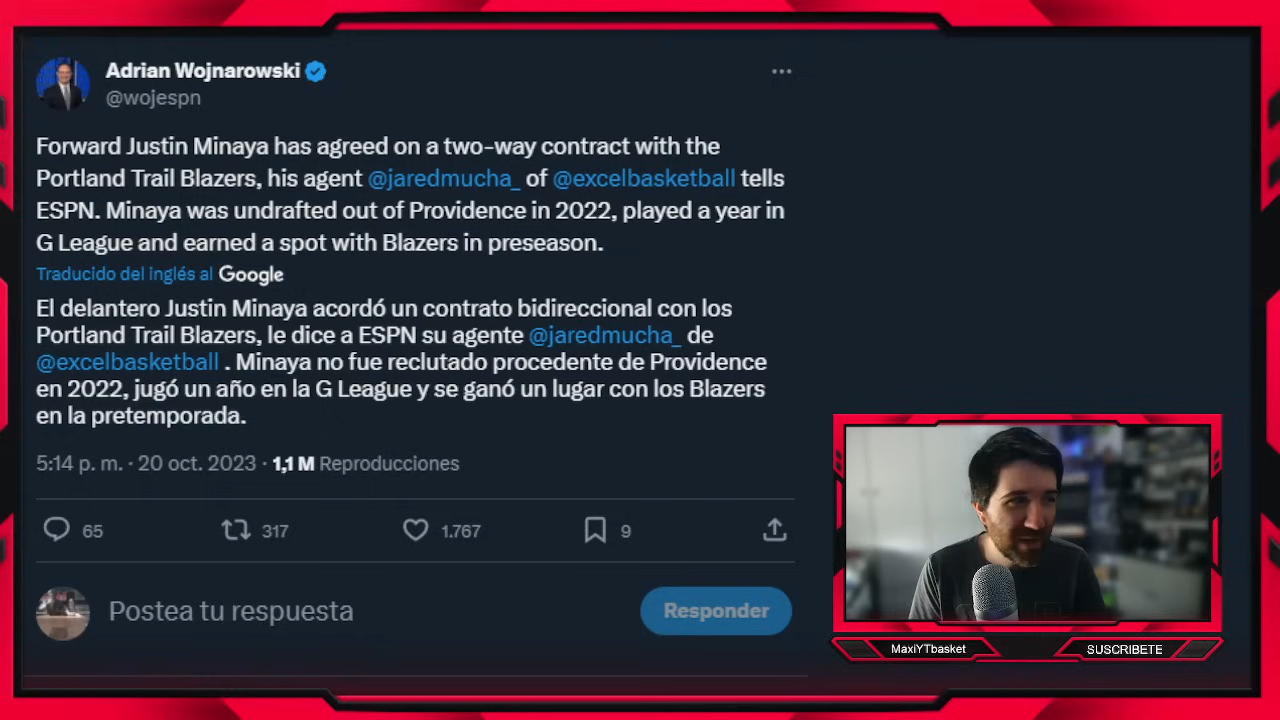 Adrian Wojnarowski
@wojespn
Forward Justin Minaya has agreed on a two-way contract with the
Portland Trail Blazers, his agent @jaredmucha_ of @excelbasketball tells
ESPN. Minaya was undrafted out of Providence in 2022, played a year in
G League and earned a spot with Blazers in preseason.
Traducido del inglés al Google
El delantero Justin Minaya acordó un contrato bidireccional con los
Portland Trail Blazers, le dice a ESPN su agente @jaredmucha_ de
@excelbasketball . Minaya no fue reclutado procedente de Providence
en 2022, jugó un año en la G League y se ganó un lugar con los Blazers
en la pretemporada.
5:14 p. m. · 20 oct. 2023 · 1,1 M Reproducciones
65 317 1.767 9
Postea tu respuesta Responder
MaxiYTbasket SUSCRIBETE